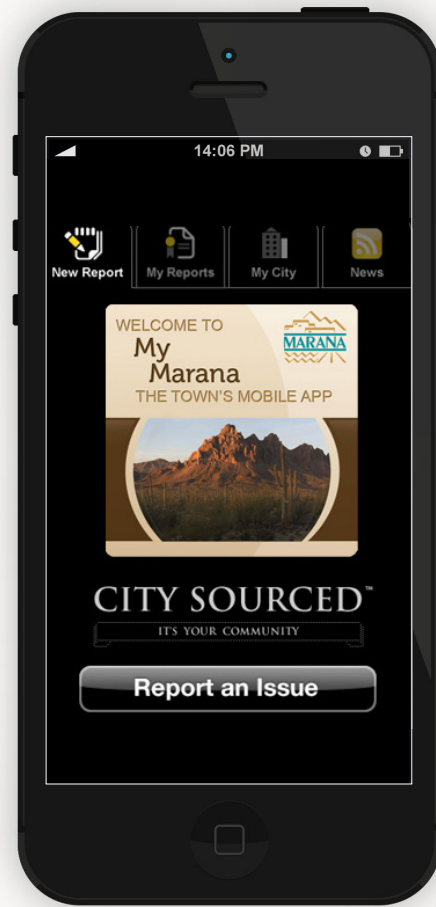 14:06 PM
New Report
My Reports
My City
News
WELCOME TO
My
Marana
THE TOWN'S MOBILE APP
MARANA
CITY SOURCED™
IT'S YOUR COMMUNITY
Report an Issue